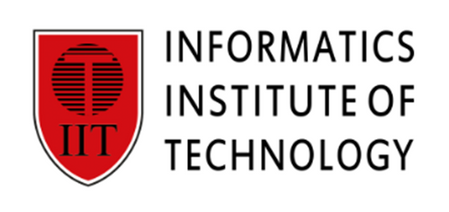 IIT
INFORMATICS
INSTITUTE OF
TECHNOLOGY